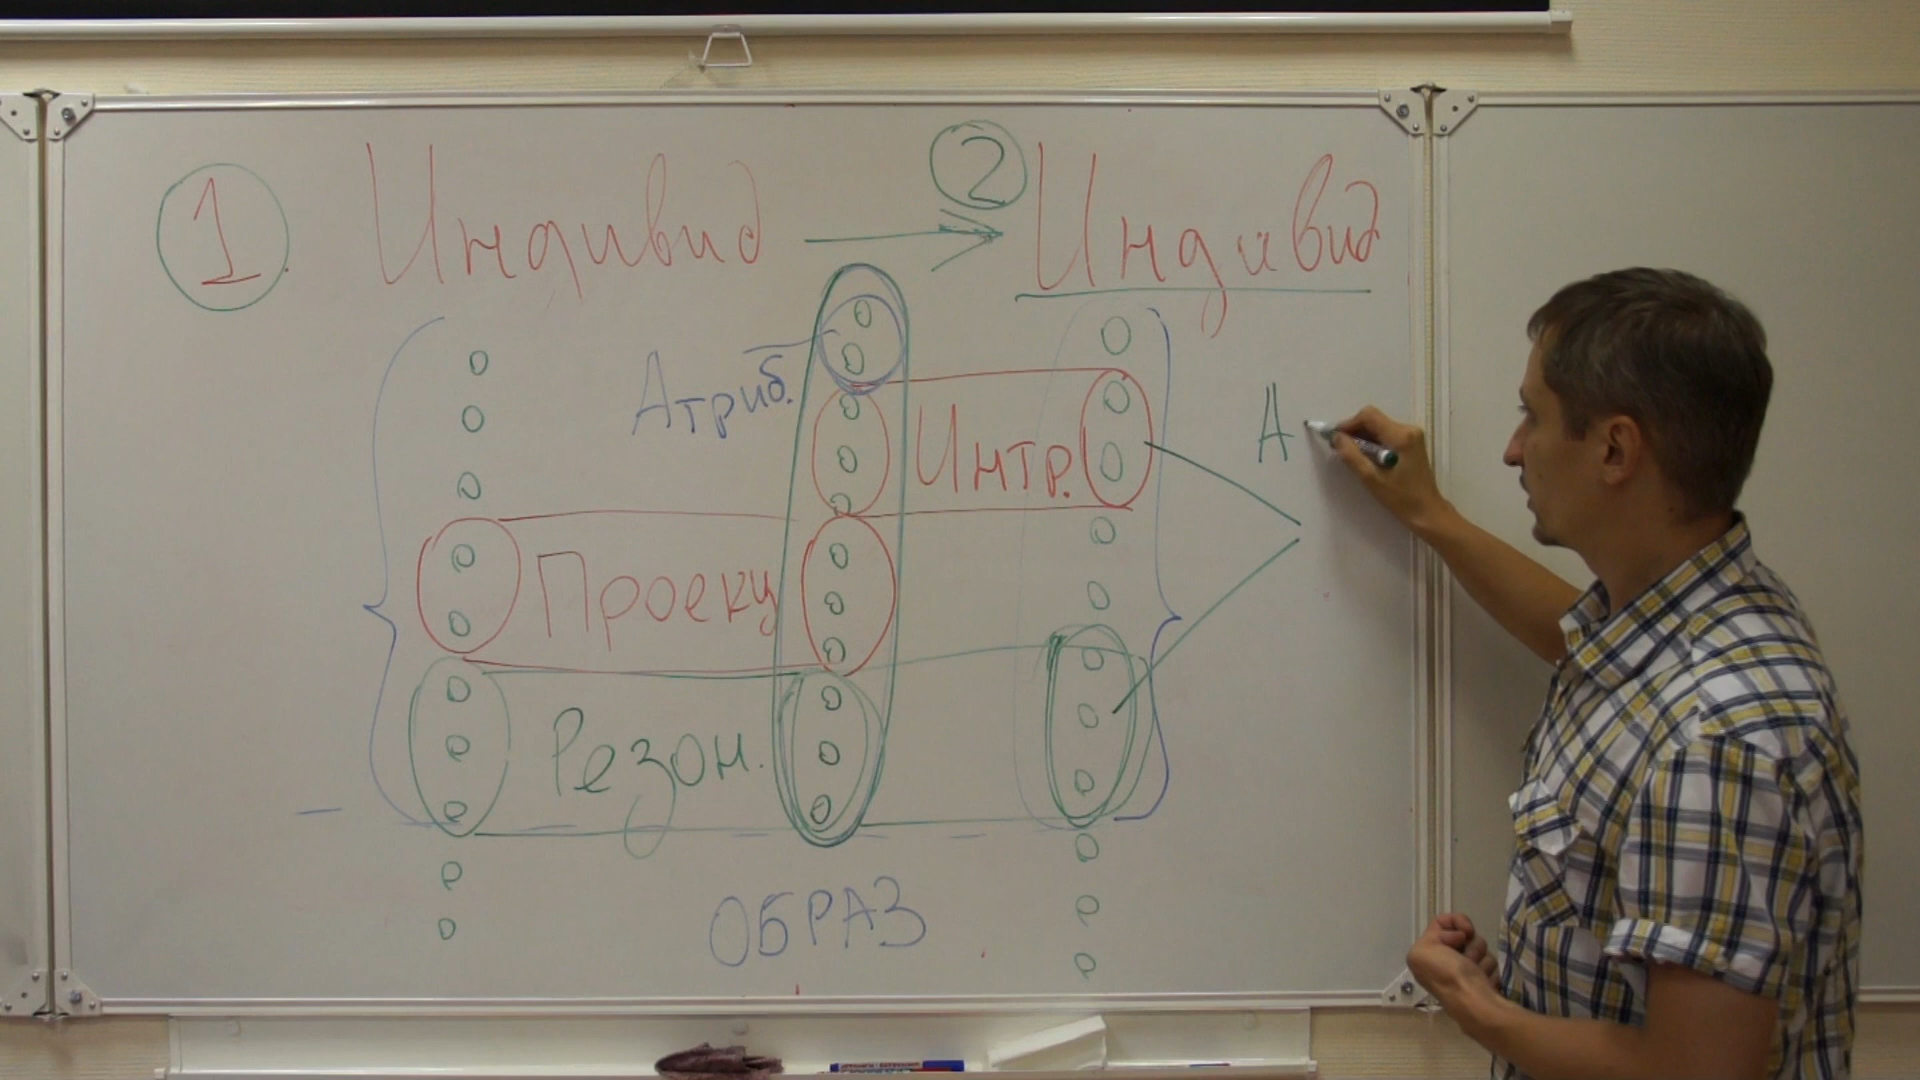 1 Индивид → 2 Индивид
Атриб.
Интр.
А
Проекц
Резон.
ОБРАЗ